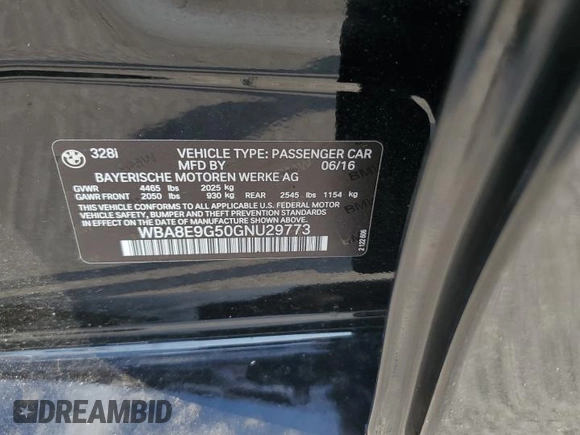 328i VEHICLE TYPE: PASSENGER CAR
MFD BY 06/16
BAYERISCHE MOTOREN WERKE AG
GVWR 4465 lbs 2025 kg
GAWR FRONT 2050 lbs 930 kg REAR 2545 lbs 1154 kg
THIS VEHICLE CONFORMS TO ALL APPLICABLE U.S. FEDERAL MOTOR
VEHICLE SAFETY, BUMPER AND THEFT PREVENTION STANDARDS
IN EFFECT ON THE DATE OF MANUFACTURE SHOWN ABOVE.
WBA8E9G50GNU29773
DREAMBID